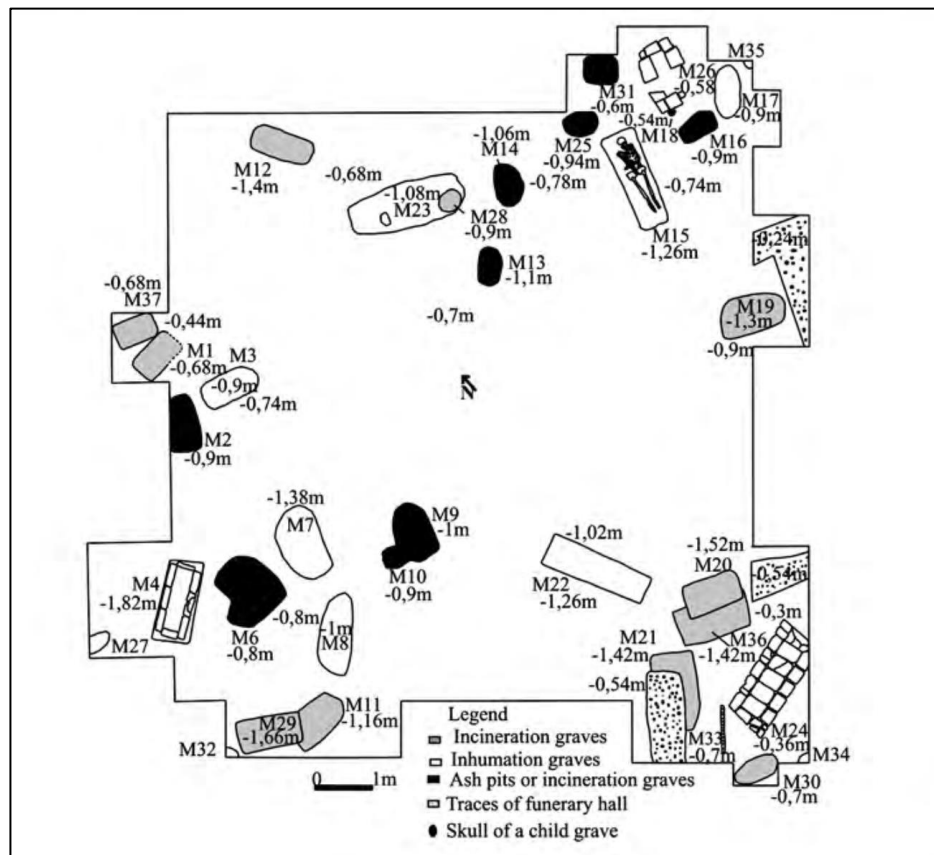 M35
M26
-0,58
M31
-0,6m
M17
-0,9m
-0,54m
M18
-1,06m
M14
M25
-0,94m
M16
-0,9m
M12
-1,4m
-0,68m
-0,78m
-0,74m
-1,08m
M23
M28
-0,9m
M15
-1,26m
-0,24m
M13
-1,1m
-0,68m
M37
M19
-1,3m
-0,44m
-0,7m
-0,9m
M1
-0,68m
M3
-0,9m
-0,74m
N
M2
-0,9m
-1,38m
M7
M9
-1m
-1,02m
-1,52m
M20
M4
-1,82m
M10
-0,9m
M22
-1,26m
-0,54m
-0,3m
-0,8m
M6
-0,8m
-1m
M8
M27
M21
-1,42m
M36
-1,42m
-0,54m
M11
-1,16m
M29
-1,66m
M32
M24
-0,36m
M33
-0,7m
M34
M30
-0,7m
0 1m
Legend
Incineration graves
Inhumation graves
Ash pits or incineration graves
Traces of funerary hall
Skull of a child grave